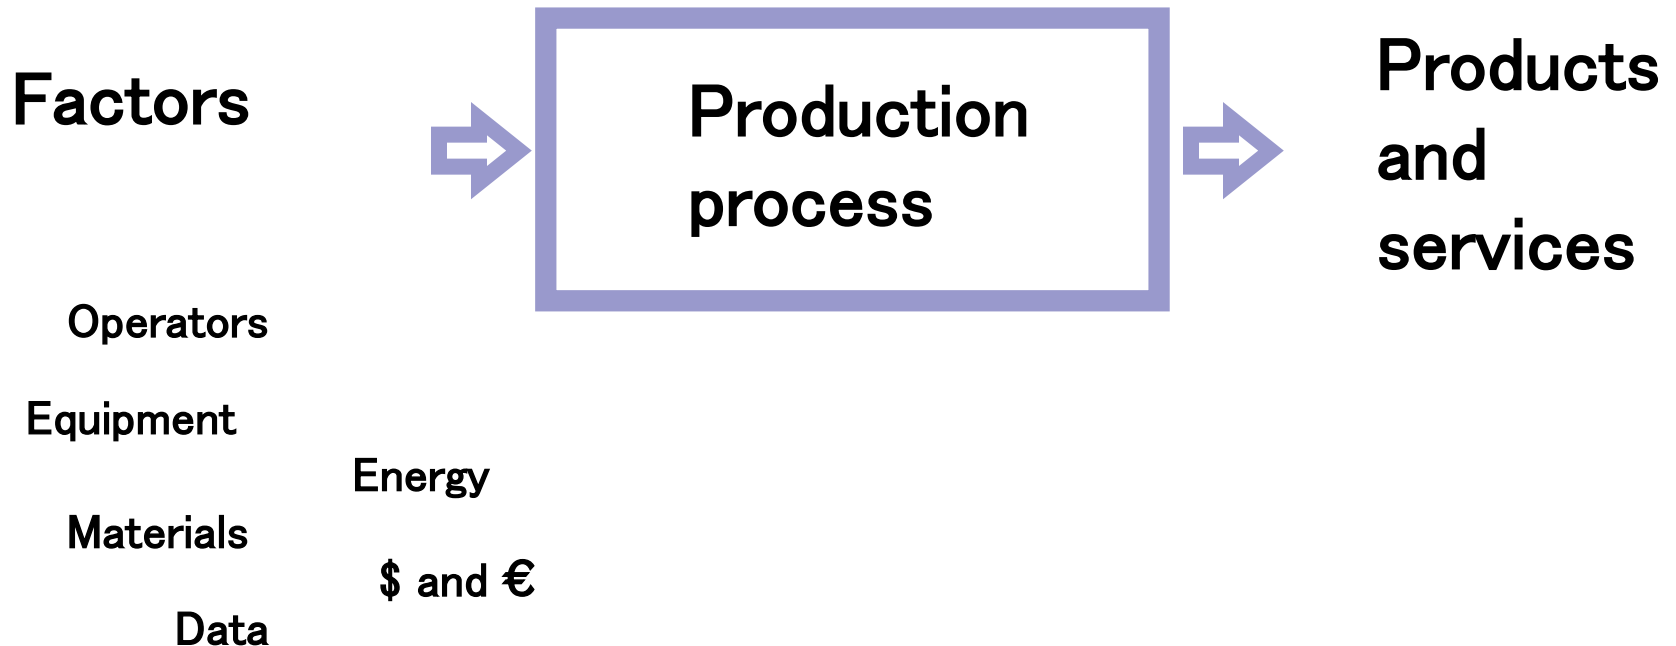 Factors
Production
process
Products
and
services
Operators
Equipment
Energy
Materials
$ and €
Data